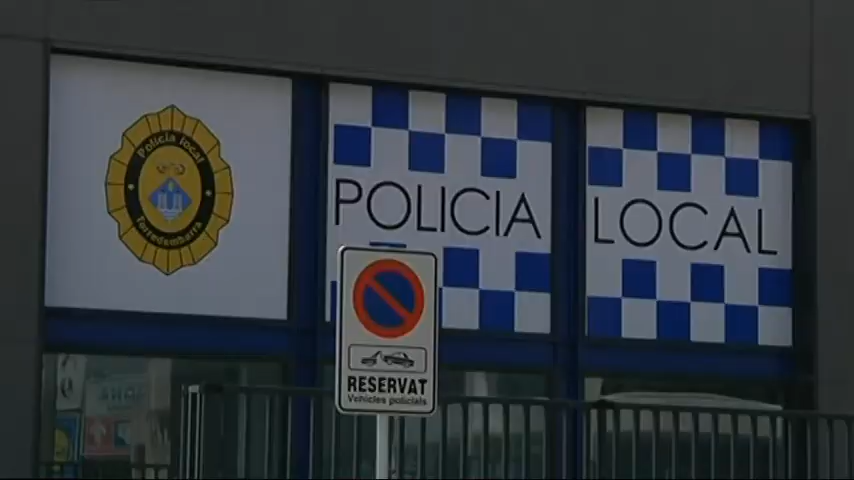 Policia local
Torredembarra
POLICIA LOCAL
RESERVAT
Vehicles policials